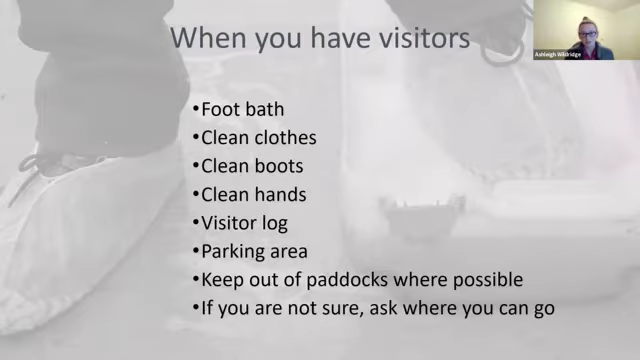 When you have visitors
Ashleigh Wildridge
•Foot bath
•Clean clothes
•Clean boots
•Clean hands
•Visitor log
•Parking area
•Keep out of paddocks where possible
•If you are not sure, ask where you can go